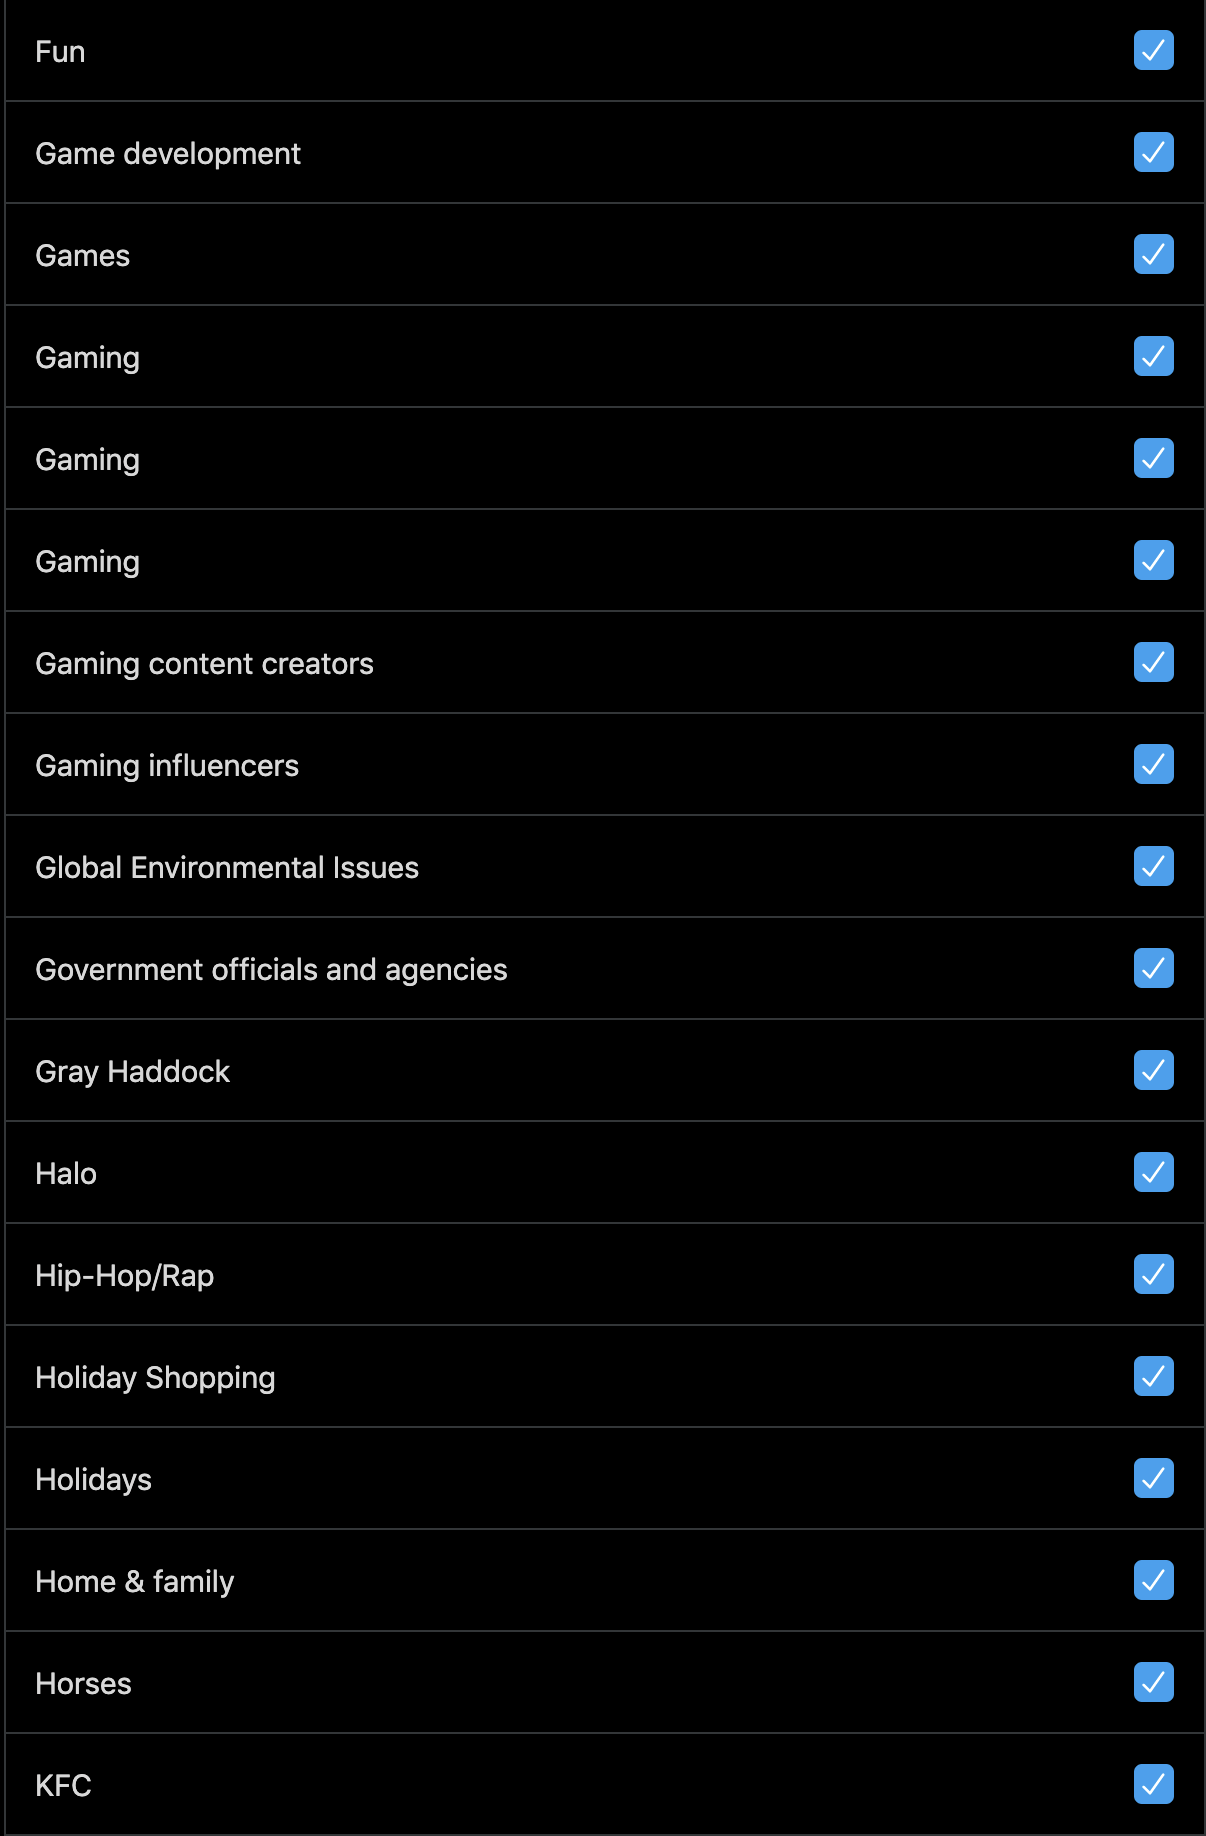 Fun
Game development
Games
Gaming
Gaming
Gaming
Gaming content creators
Gaming influencers
Global Environmental Issues
Government officials and agencies
Gray Haddock
Halo
Hip-Hop/Rap
Holiday Shopping
Holidays
Home & family
Horses
KFC